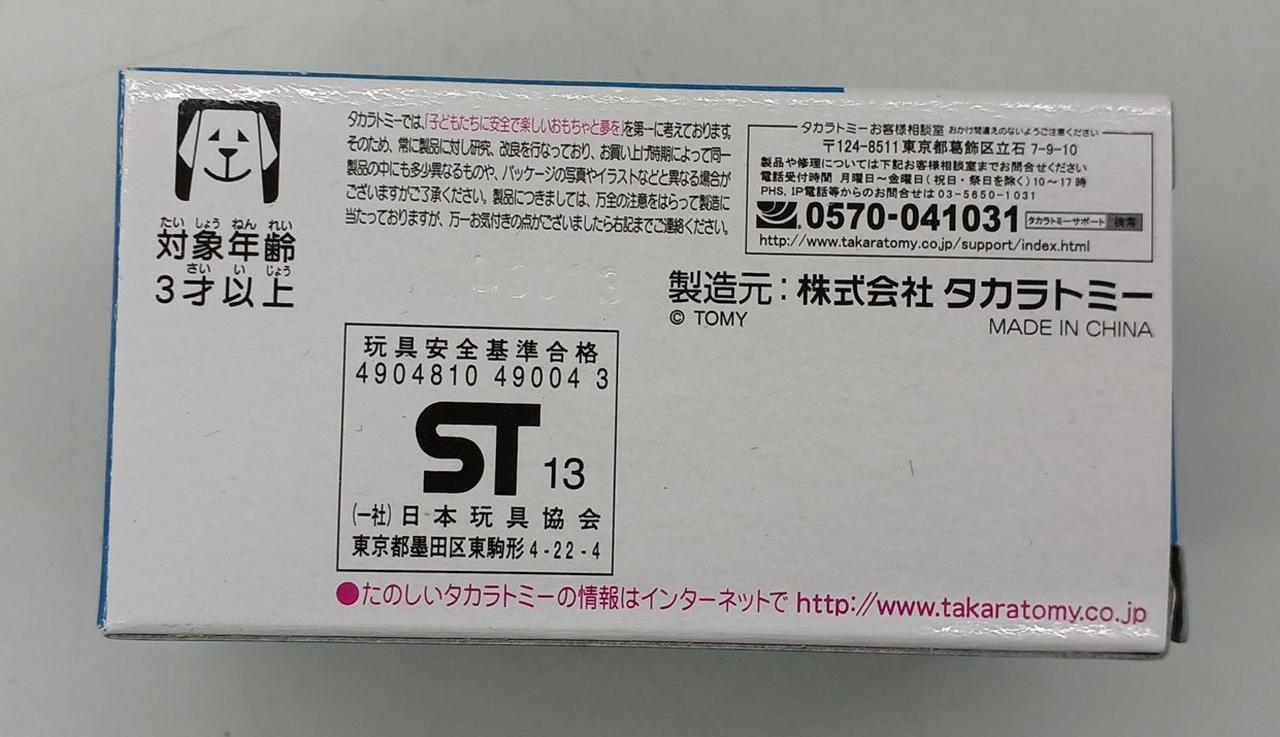 たい しょう ねん れい
対象年齢
さい い じょう
3才以上
タカラトミーでは、「子どもたちに安全で楽しいおもちゃと夢を」を第一に考えております。
そのため、常に製品に対し研究、改良を行なっており、お買い上げ時期によって同一
製品の中にも多少異なるものや、パッケージの写真やイラストなどと異なる場合が
ございますがご了承ください。製品につきましては、万全の注意をはらって製造に
当たっておりますが、万一お気付きの点がございましたら右記までご連絡ください。
タカラトミーお客様相談室 おかけ間違えのないようご注意ください
〒124-8511 東京都葛飾区立石 7-9-10
製品や修理については下記お客様相談室までお問合せください
電話受付時間 月曜日〜金曜日(祝日・祭日を除く)10〜17時
PHS, IP電話等からのお問合せは 03-5650-1031
0570-041031 タカラトミーサポート 検索
http://www.takaratomy.co.jp/support/index.html
製造元:株式会社 タカラトミー
© TOMY
MADE IN CHINA
玩具安全基準合格
4904810 49004 3
ST 13
(一社)日本玩具協会
東京都墨田区東駒形4-22-4
●たのしいタカラトミーの情報はインターネットで http://www.takaratomy.co.jp